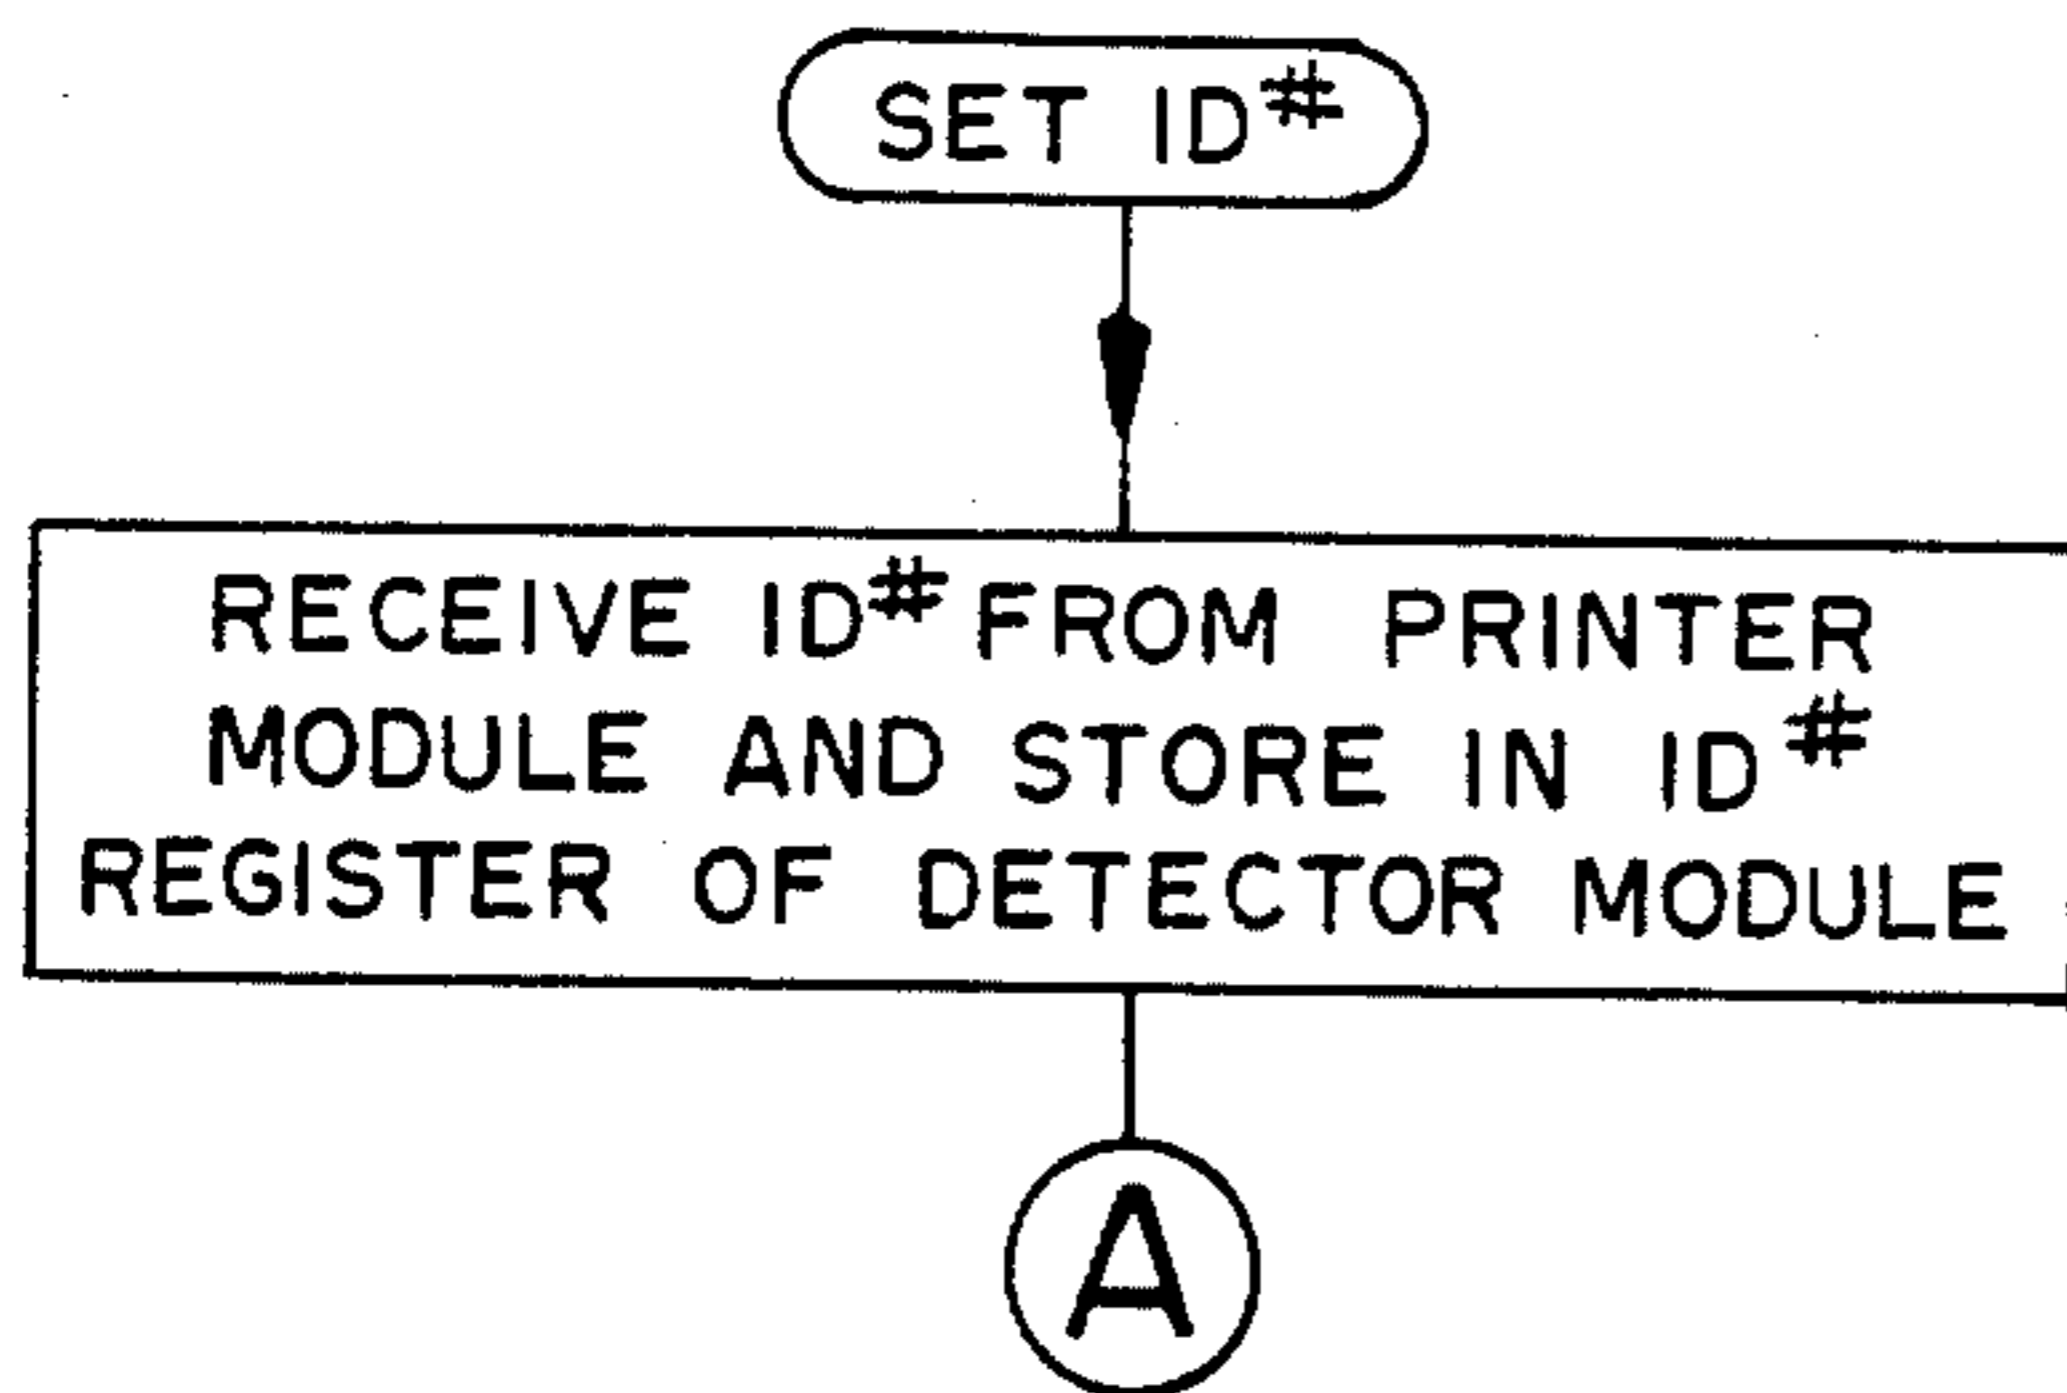 SET ID#
RECEIVE ID# FROM PRINTER
MODULE AND STORE IN ID#
REGISTER OF DETECTOR MODULE
A